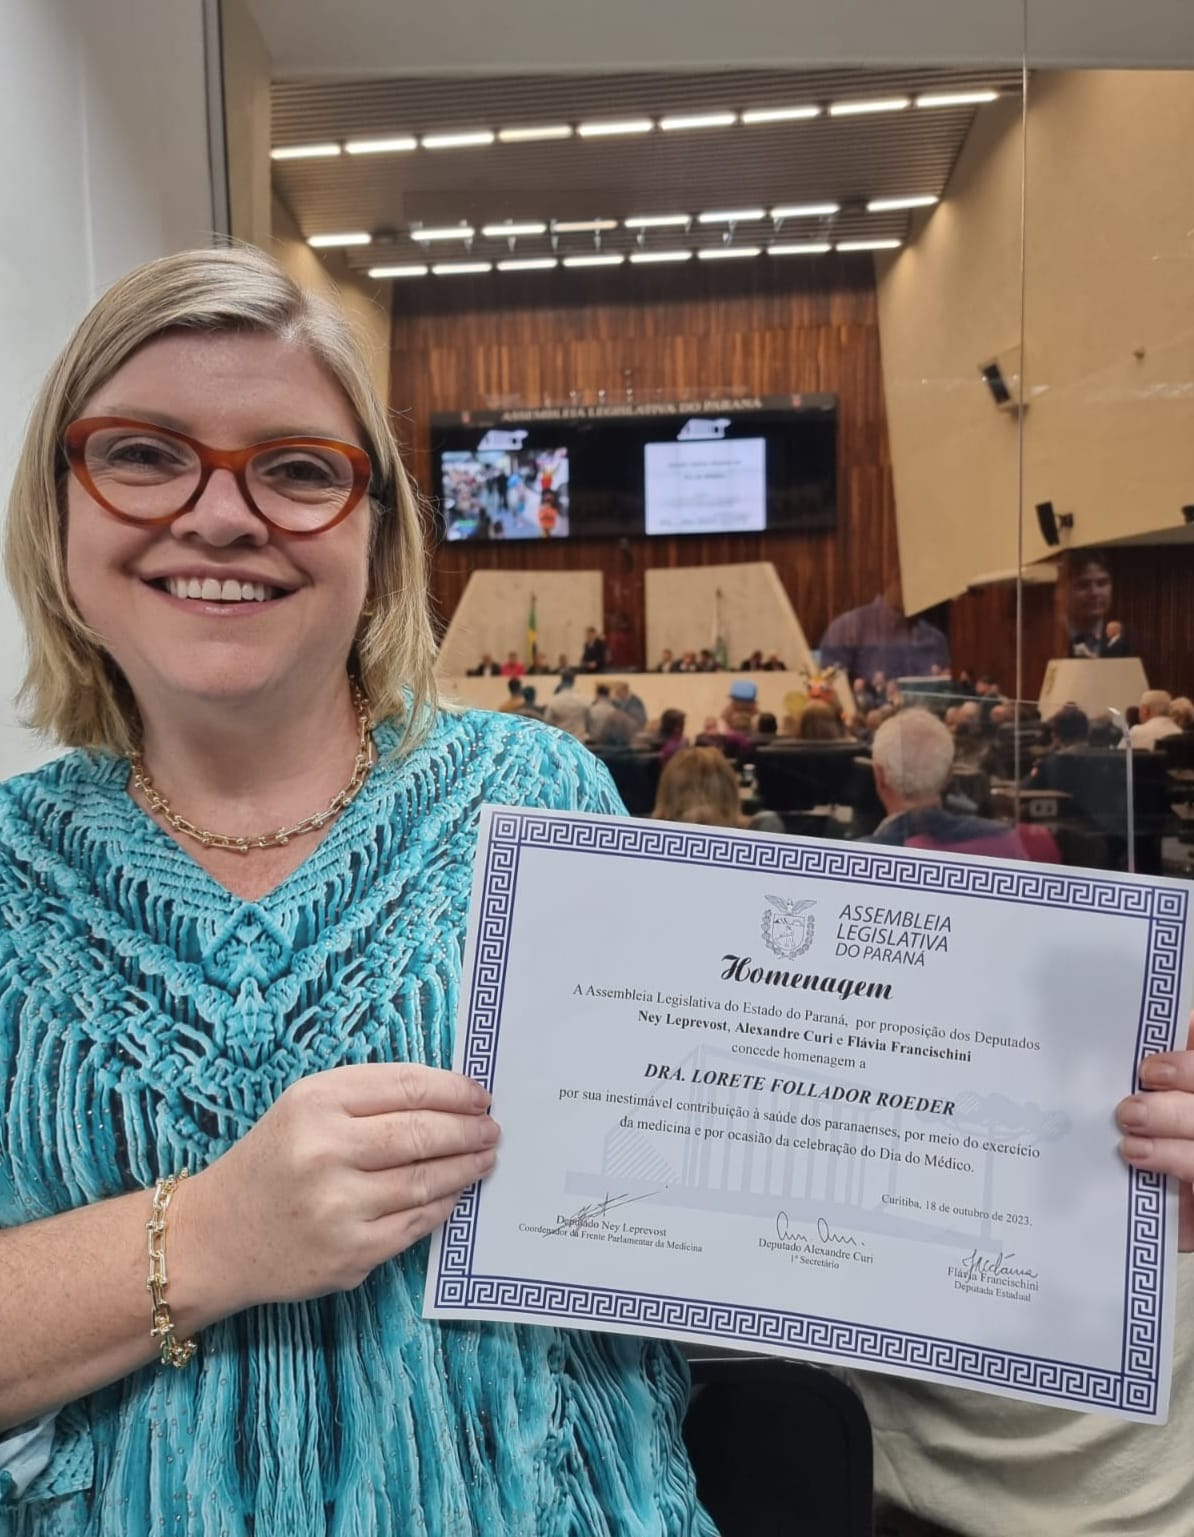 ASSEMBLEIA LEGISLATIVA DO PARANÁ
ASSEMBLEIA
LEGISLATIVA
DO PARANÁ
Homenagem
A Assembleia Legislativa do Estado do Paraná, por proposição dos Deputados
Ney Leprevost, Alexandre Curi e Flávia Francischini
concede homenagem a
DRA. LORETE FOLLADOR ROEDER
por sua inestimável contribuição à saúde dos paranaenses, por meio do exercício
da medicina e por ocasião da celebração do Dia do Médico.
Curitiba, 18 de outubro de 2023.
Deputado Ney Leprevost
Coordenador da Frente Parlamentar da Medicina
Deputado Alexandre Curi
1º Secretário
Flávia Francischini
Deputada Estadual